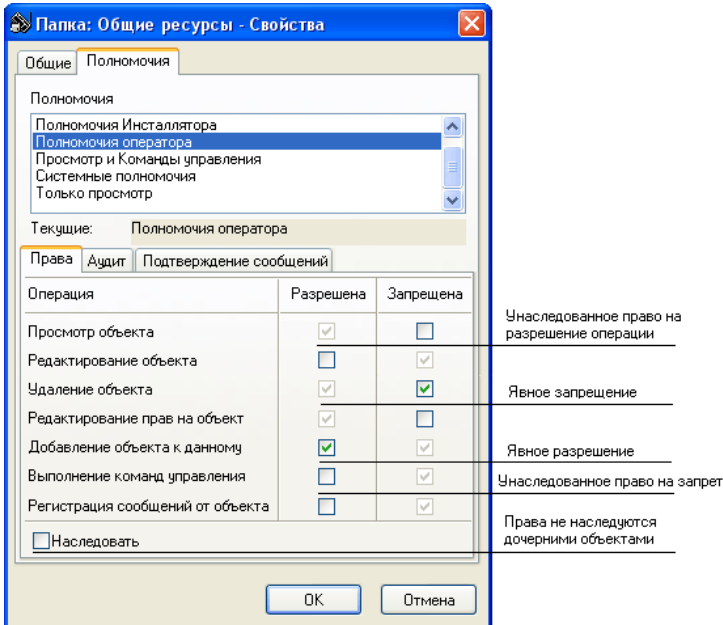 Папка: Общие ресурсы - Свойства
Общие Полномочия
Полномочия
Полномочия Инсталлятора
Полномочия оператора
Просмотр и Команды управления
Системные полномочия
Только просмотр
Текущие: Полномочия оператора
Права Аудит Подтверждение сообщений
Операция Разрешена Запрещена
Просмотр объекта
Унаследованное право на
разрешение операции
Редактирование объекта
Удаление объекта
Явное запрещение
Редактирование прав на объект
Добавление объекта к данному
Явное разрешение
Выполнение команд управления
Унаследованное право на запрет
Регистрация сообщений от объекта
Права не наследуются
дочерними объектами
Наследовать
OK Отмена